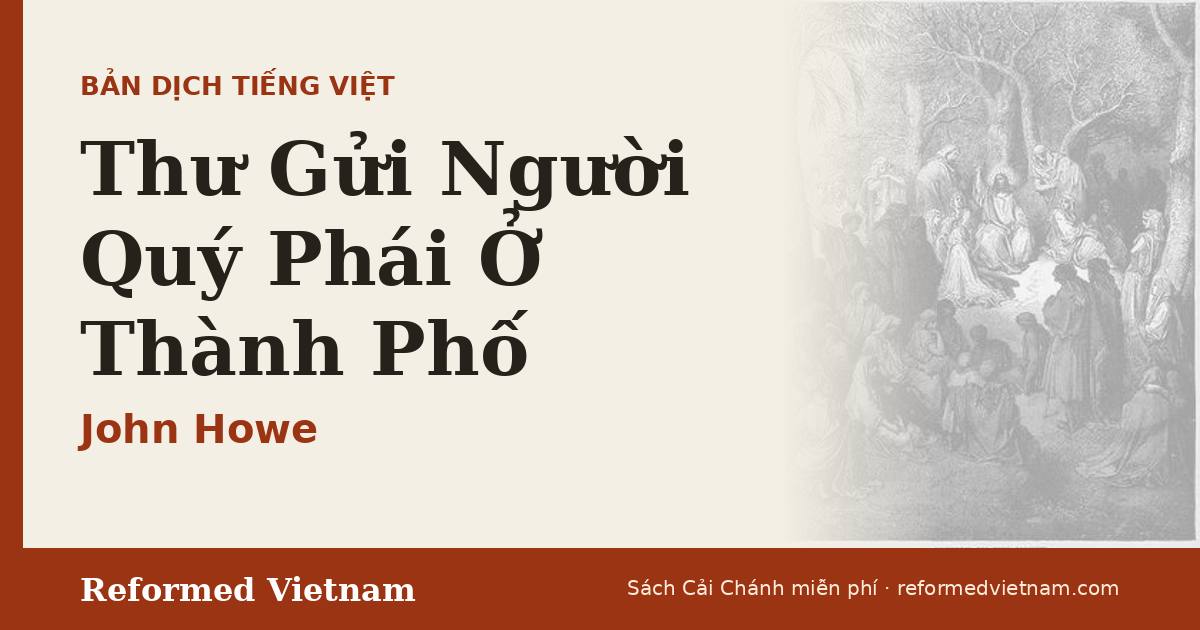 BẢN DỊCH TIẾNG VIỆT
Thư Gửi Người
Quý Phái Ở
Thành Phố
John Howe
Reformed Vietnam
Sách Cải Chánh miễn phí · reformedvietnam.com